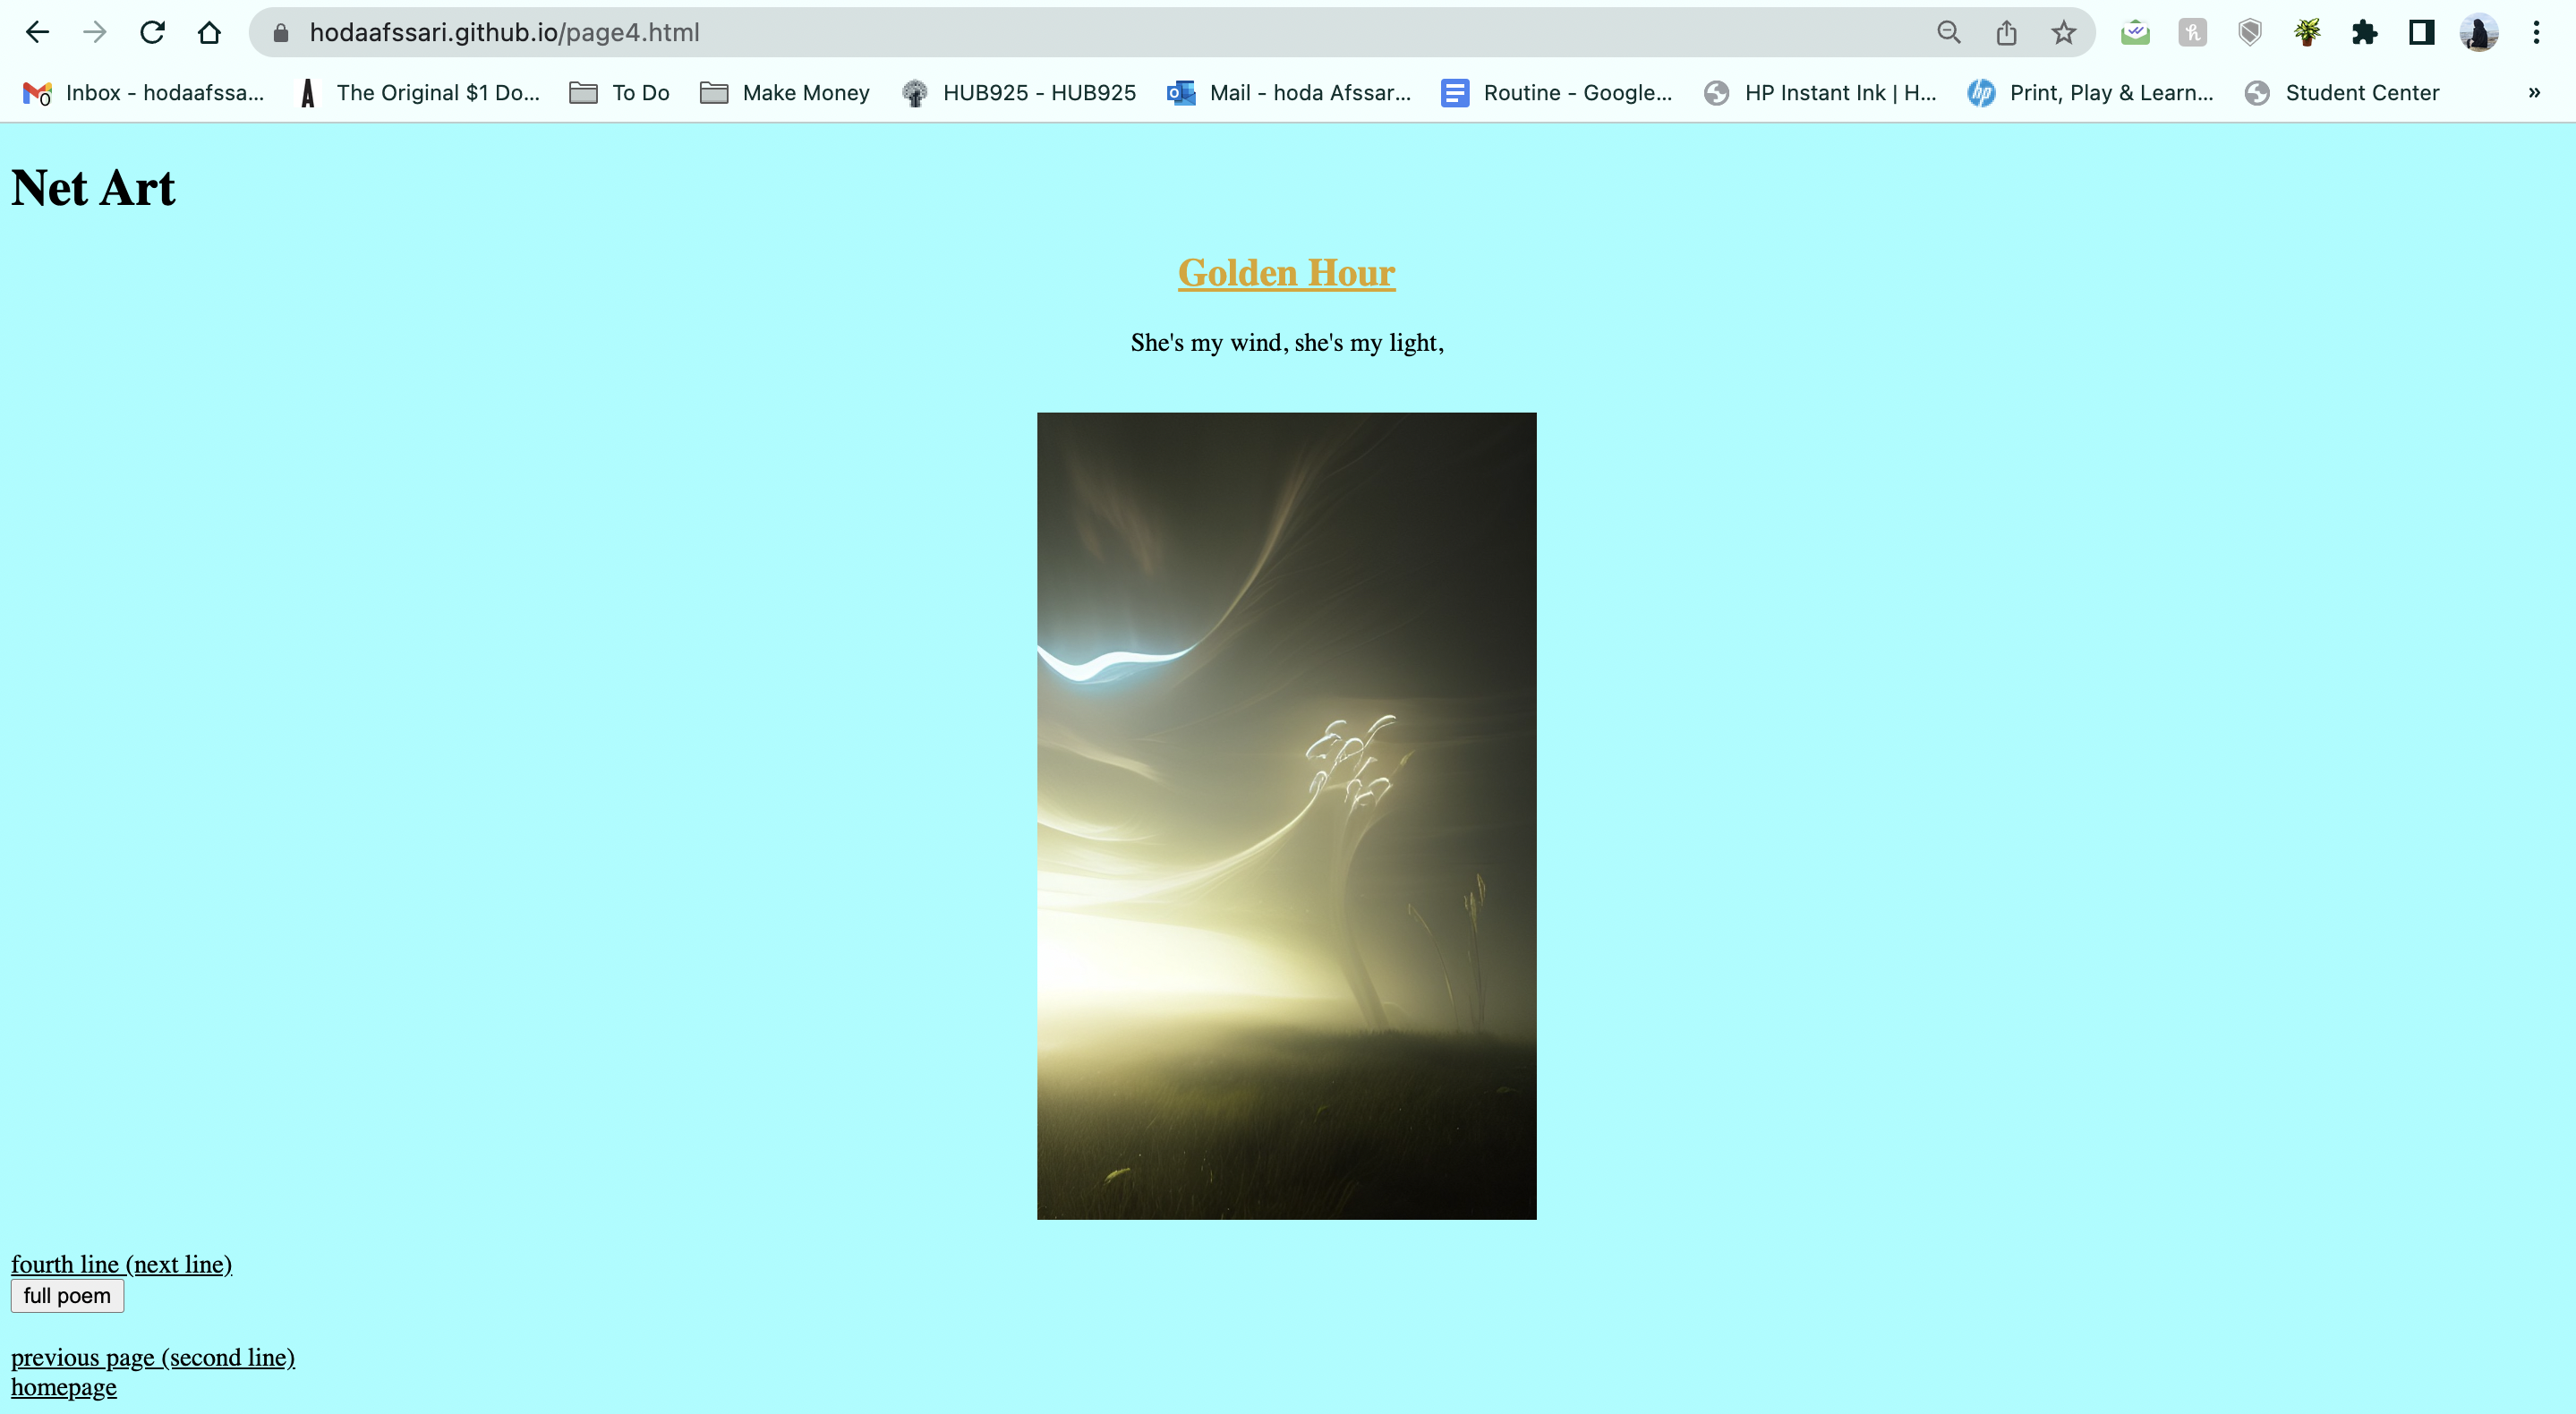 hodaafssari.github.io/page4.html
Inbox - hodaafssa... The Original $1 Do... To Do Make Money HUB925 - HUB925 Mail - hoda Afssar... Routine - Google... HP Instant Ink | H... Print, Play & Learn... Student Center »
Net Art
Golden Hour
She's my wind, she's my light,
fourth line (next line)
full poem
previous page (second line)
homepage